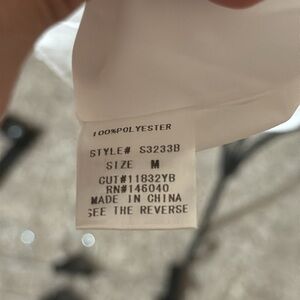 100%POLYESTER
STYLE# S3233B
SIZE M
CUT#11832YB
RN#146040
MADE IN CHINA
SEE THE REVERSE